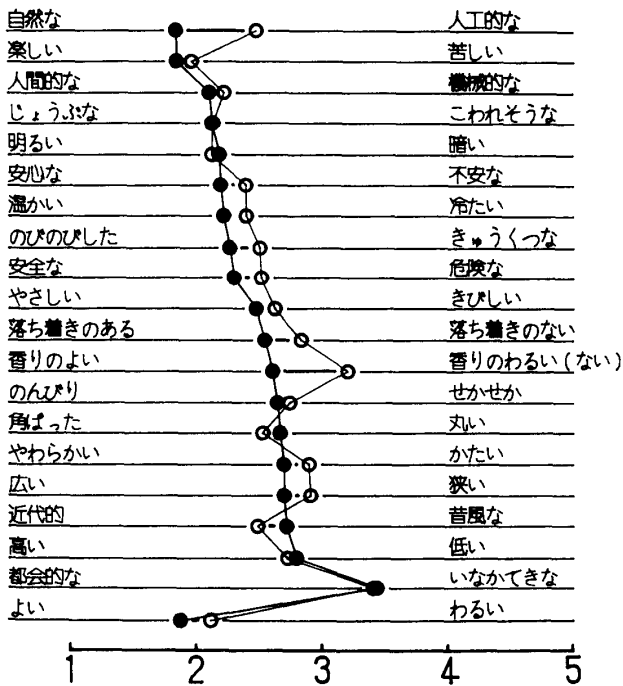 自然な 人工的な
楽しい 苦しい
人間的な 機械的な
じょうぶな こわれそうな
明るい 暗い
安心な 不安な
温かい 冷たい
のびのびした きゅうくつな
安全な 危険な
やさしい きびしい
落ち着きのある 落ち着きのない
香りのよい 香りのわるい(ない)
のんびり せかせか
角ばった 丸い
やわらかい かたい
広い 狭い
近代的 昔風な
高い 低い
都会的な いなかてきな
よい わるい
1 2 3 4 5